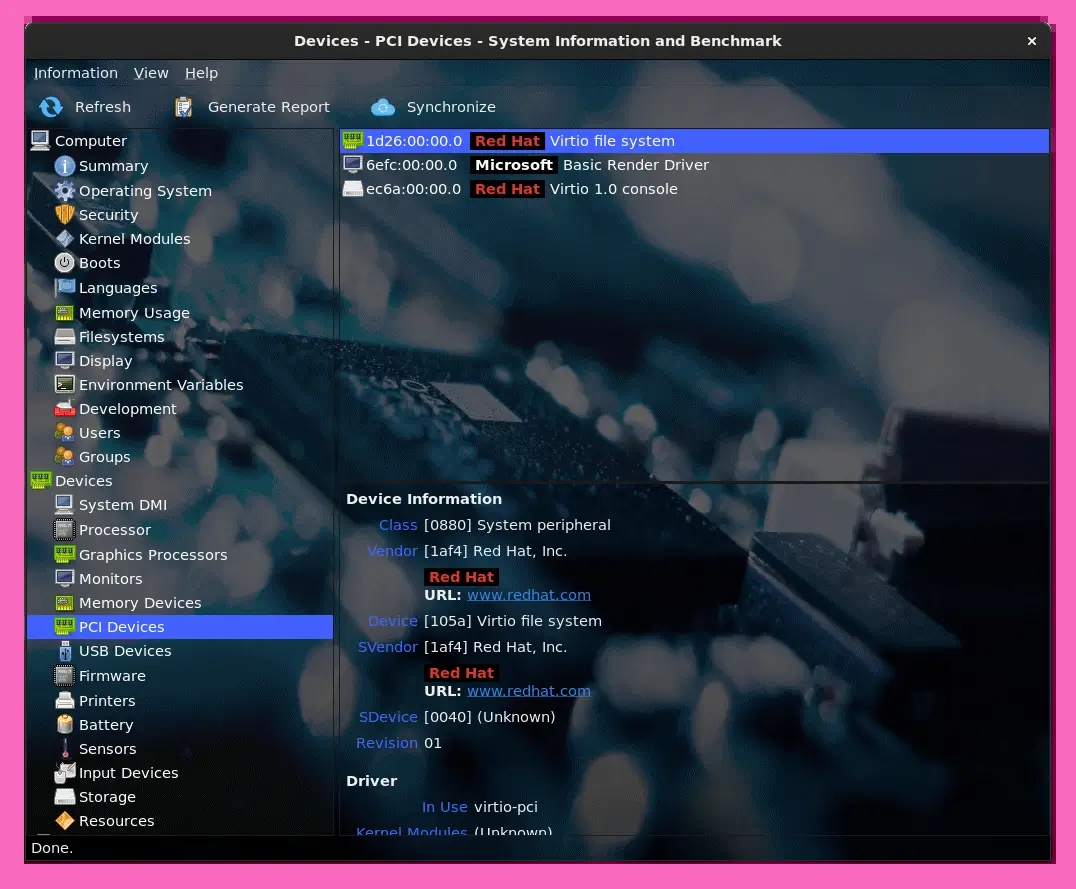 Devices - PCI Devices - System Information and Benchmark
Information View Help
Refresh Generate Report Synchronize
Computer
Summary
Operating System
Security
Kernel Modules
Boots
Languages
Memory Usage
Filesystems
Display
Environment Variables
Development
Users
Groups
Devices
System DMI
Processor
Graphics Processors
Monitors
Memory Devices
PCI Devices
USB Devices
Firmware
Printers
Battery
Sensors
Input Devices
Storage
Resources
1d26:00:00.0 Red Hat Virtio file system
6efc:00:00.0 Microsoft Basic Render Driver
ec6a:00:00.0 Red Hat Virtio 1.0 console
Device Information
Class [0880] System peripheral
Vendor [1af4] Red Hat, Inc.
Red Hat
URL: www.redhat.com
Device [105a] Virtio file system
SVendor [1af4] Red Hat, Inc.
Red Hat
URL: www.redhat.com
SDevice [0040] (Unknown)
Revision 01
Driver
In Use virtio-pci
Kernel Modules (Unknown)
Done.